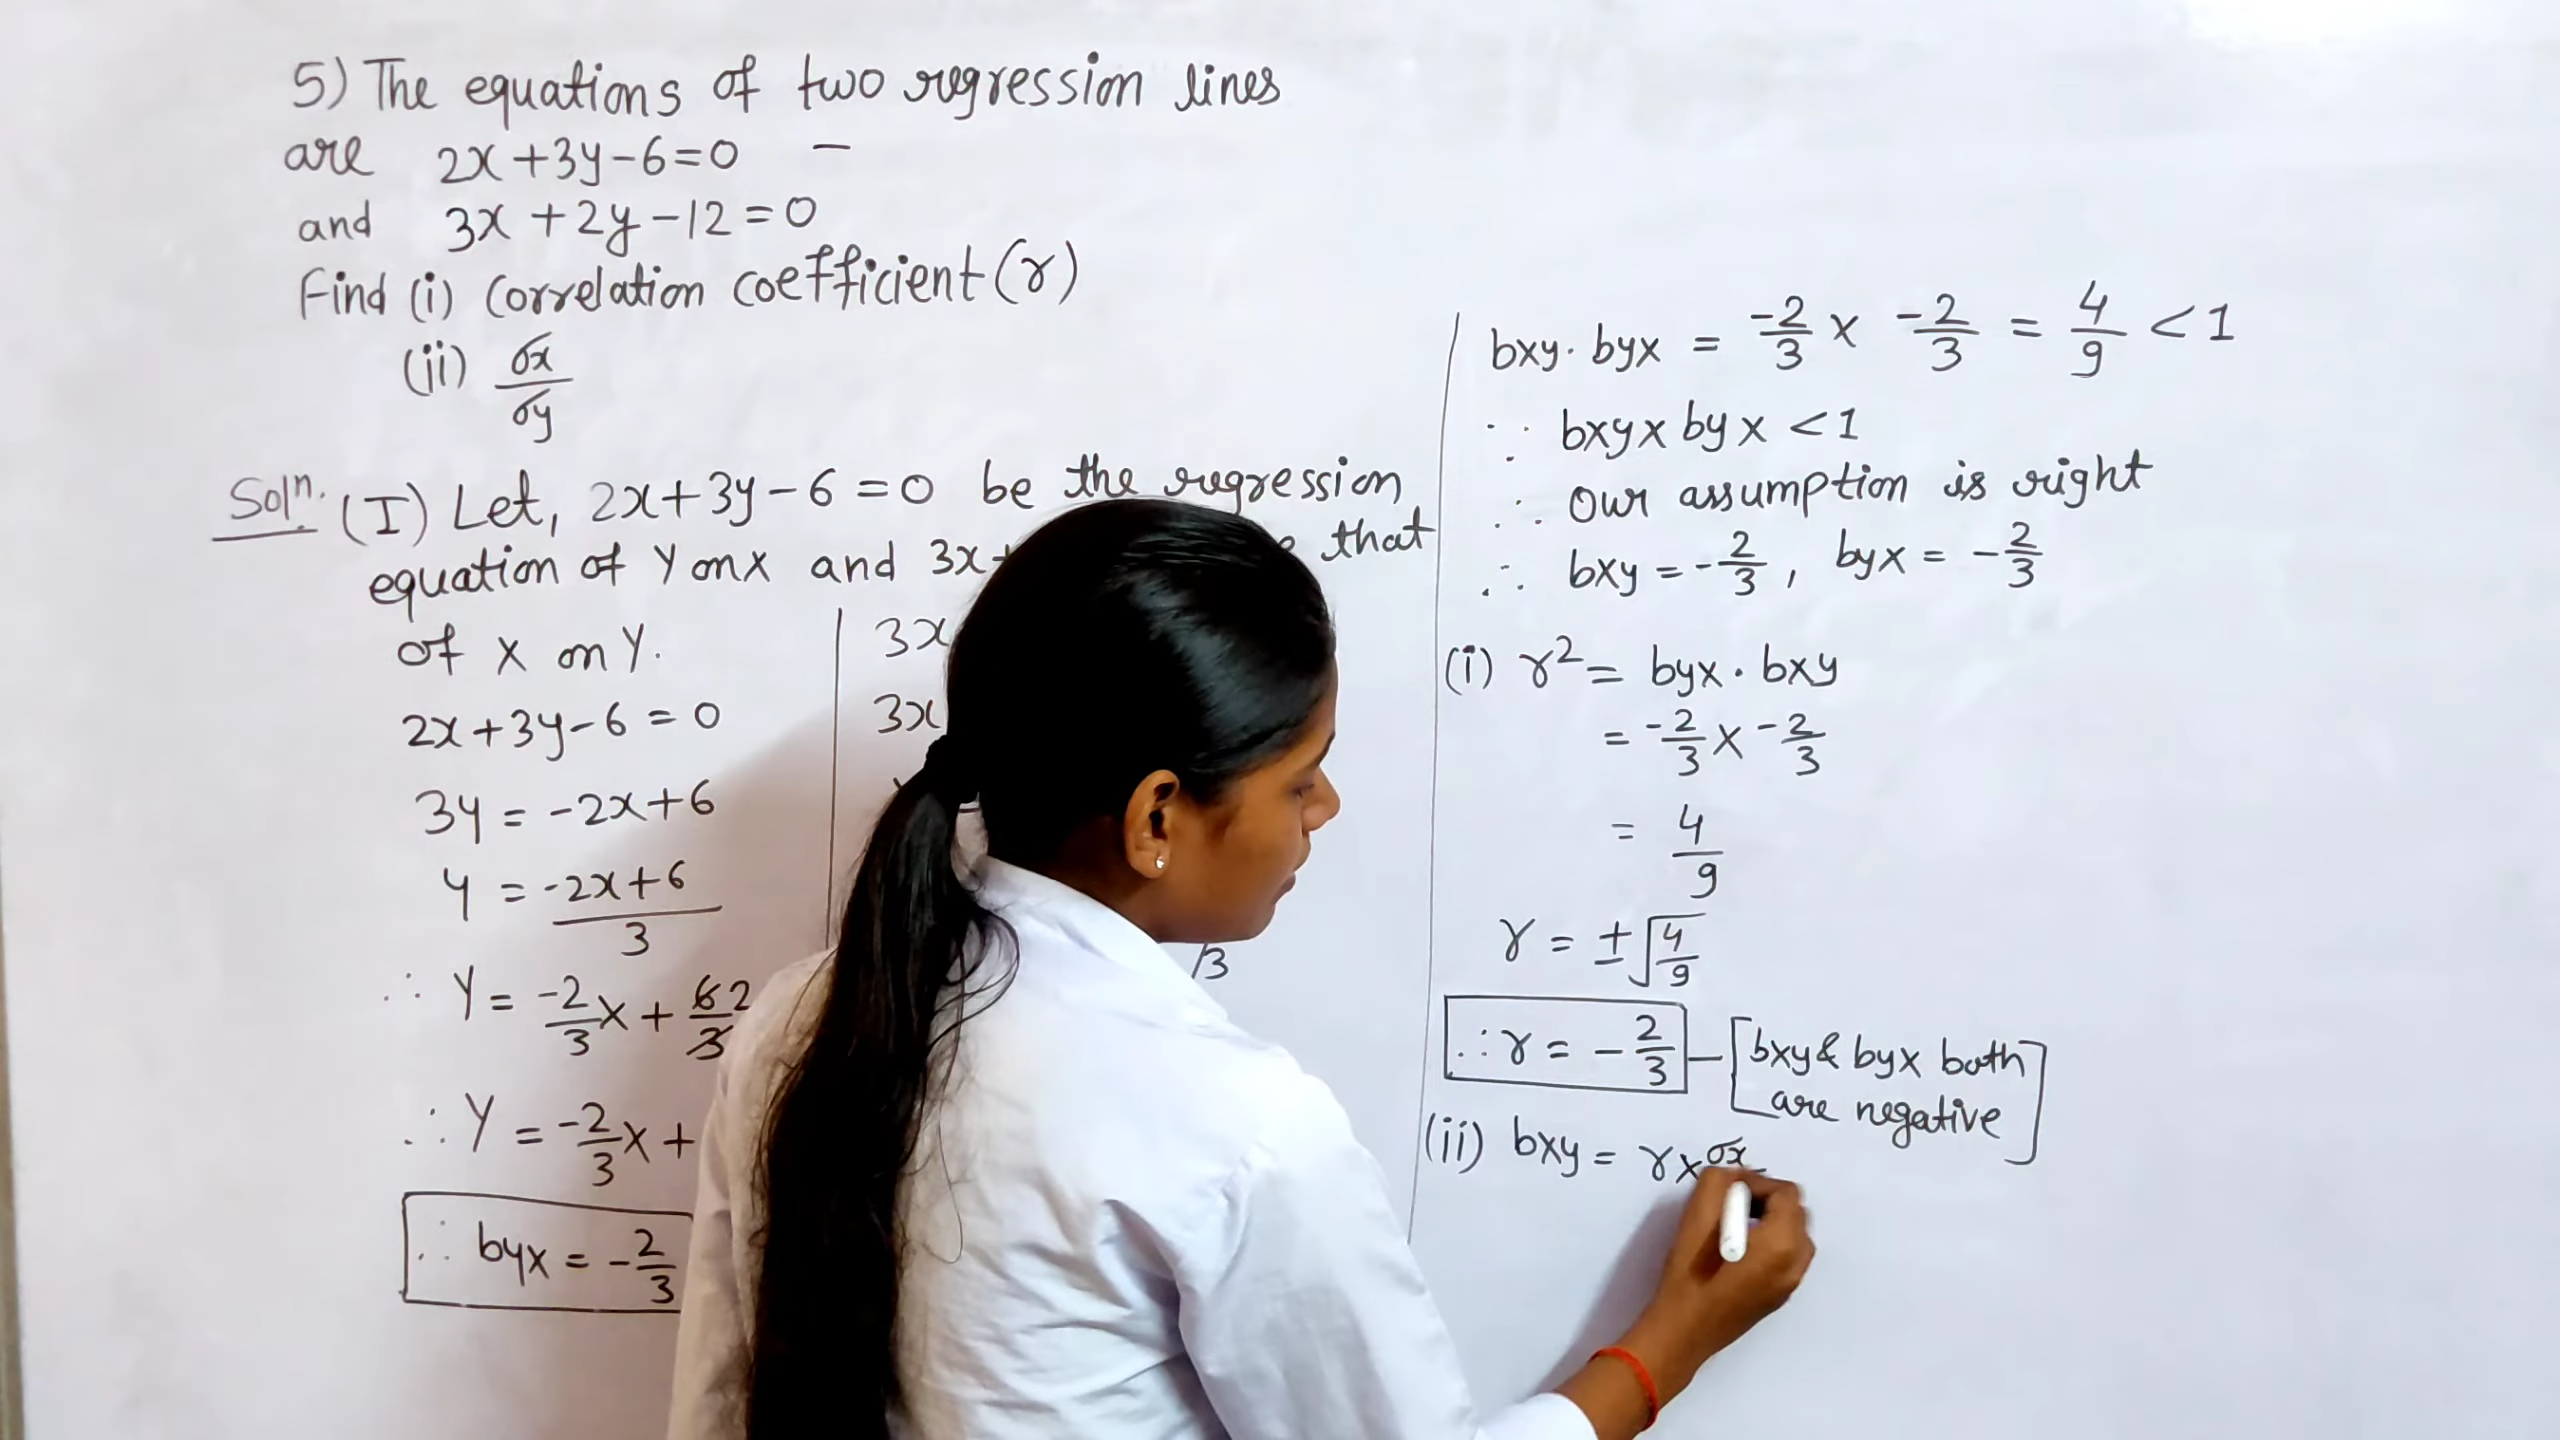 5) The equations of two regression lines
are 2x+3y-6=0 –
and 3x+2y-12=0
Find (i) Correlation coefficient (r)
(ii) σx/σy
Soln. (I) Let, 2x+3y-6=0 be the regression
equation of Y on X and 3x+ that
of X on Y.
2x+3y-6=0
3y = -2x+6
y = -2x+6/3
∴ Y = -2/3 X + 6/3 2
∴ Y = -2/3 X +
∴ byx = -2/3
3x
3x
/3
bxy. byx = -2/3 × -2/3 = 4/9 < 1
∵ bxy x byx < 1
∴ Our assumption is right
∴ bxy = -2/3, byx = -2/3
(i) r² = byx . bxy
= -2/3 × -2/3
= 4/9
r = ±√4/9
∴ r = -2/3 – [bxy & byx both
are negative]
(ii) bxy = r × σx